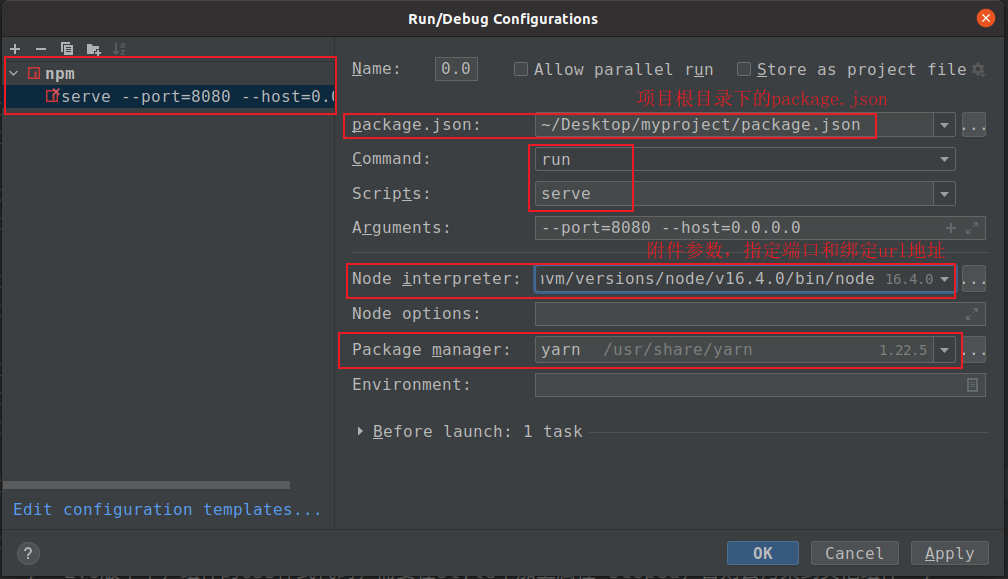 Run/Debug Configurations
npm
serve --port=8080 --host=0.0
Name: 0.0 Allow parallel run Store as project file
项目根目录下的package.json
package.json: ~/Desktop/myproject/package.json ...
Command: run
Scripts: serve
Arguments: --port=8080 --host=0.0.0.0
附件参数，指定端口和绑定url地址
Node interpreter: nvm/versions/node/v16.4.0/bin/node 16.4.0 ...
Node options:
Package manager: yarn /usr/share/yarn 1.22.5 ...
Environment:
Before launch: 1 task
Edit configuration templates...
? OK Cancel Apply